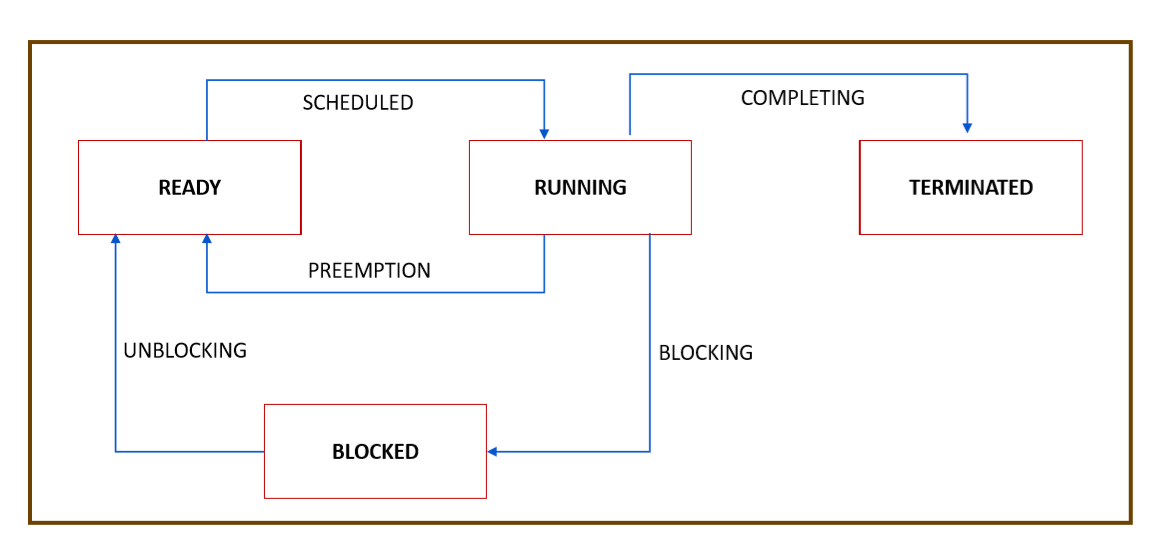 SCHEDULED
COMPLETING
READY
RUNNING
TERMINATED
PREEMPTION
UNBLOCKING
BLOCKING
BLOCKED